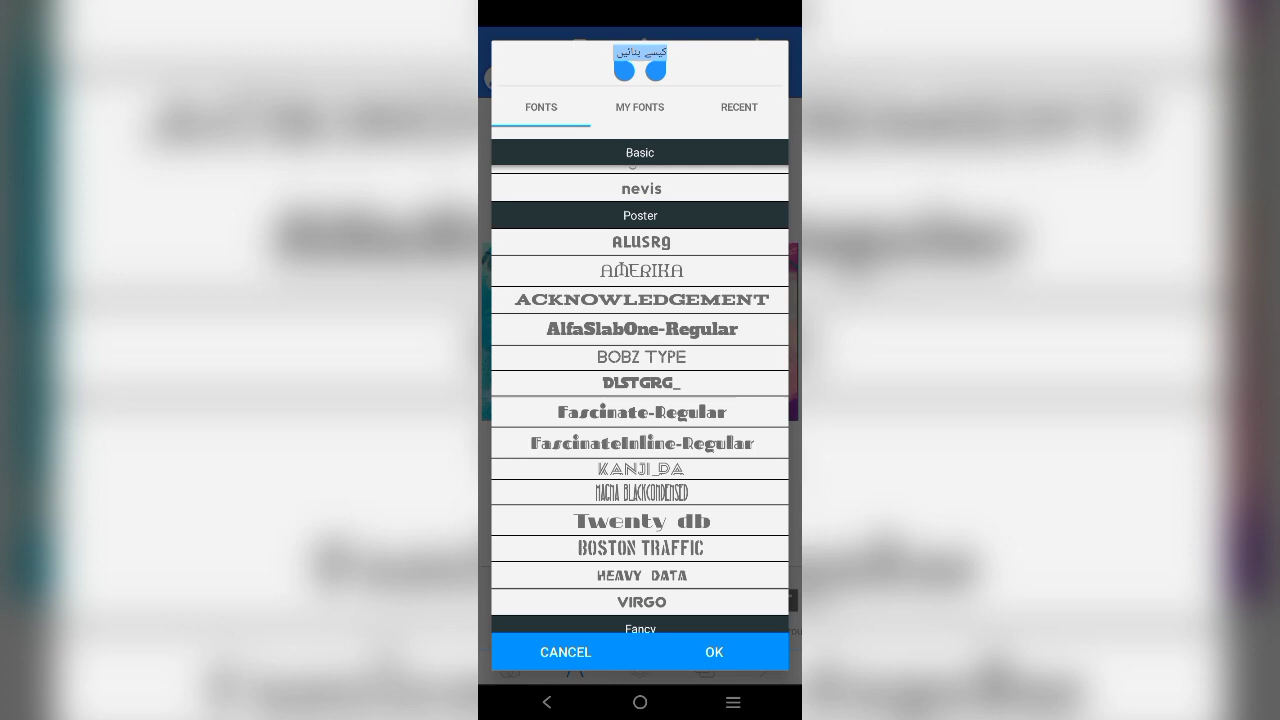 کیسے بنائیں
FONTS MY FONTS RECENT
Basic
nevis
Poster
ALUSRG
AMERIKA
ACKNOWLEDGEMENT
AlfaSlabOne-Regular
BOBZ TYPE
DLSTGRG_
Fascinate-Regular
FascinateInline-Regular
KANJI_DA
MAGNA BLACKCONDENSED
Twenty db
BOSTON TRAFFIC
HEAVY DATA
VIRGO
Fancy
CANCEL OK